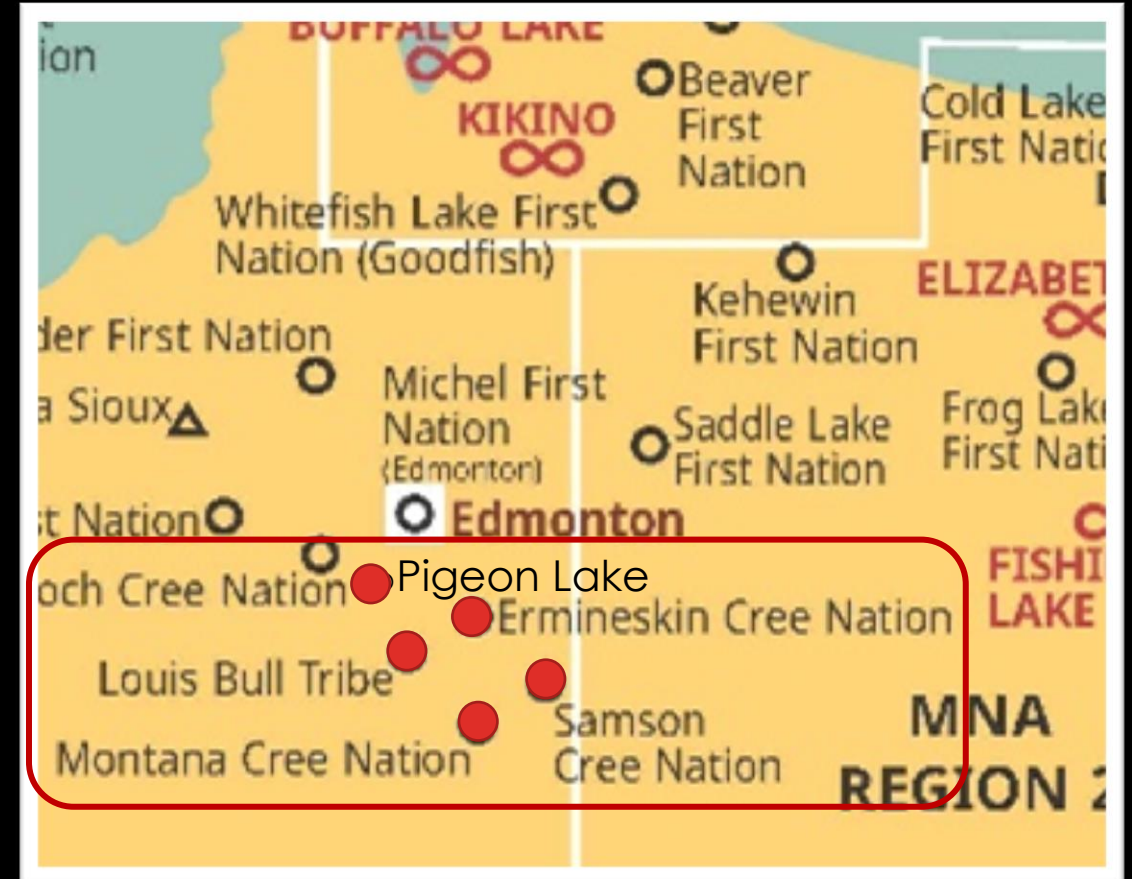 BUFFALO LAKE
ion
Beaver
First
Nation
Cold Lake
First Natio
KIKINO
Whitefish Lake First
Nation (Goodfish)
ELIZABET
Kehewin
First Nation
der First Nation
Michel First
Nation
(Edmonton)
a Sioux
Saddle Lake
First Nation
Frog Lake
First Nati
st Nation
Edmonton
FISHI
LAKE
och Cree Nation
Pigeon Lake
Ermineskin Cree Nation
Louis Bull Tribe
Samson
Cree Nation
Montana Cree Nation
MNA
REGION 2